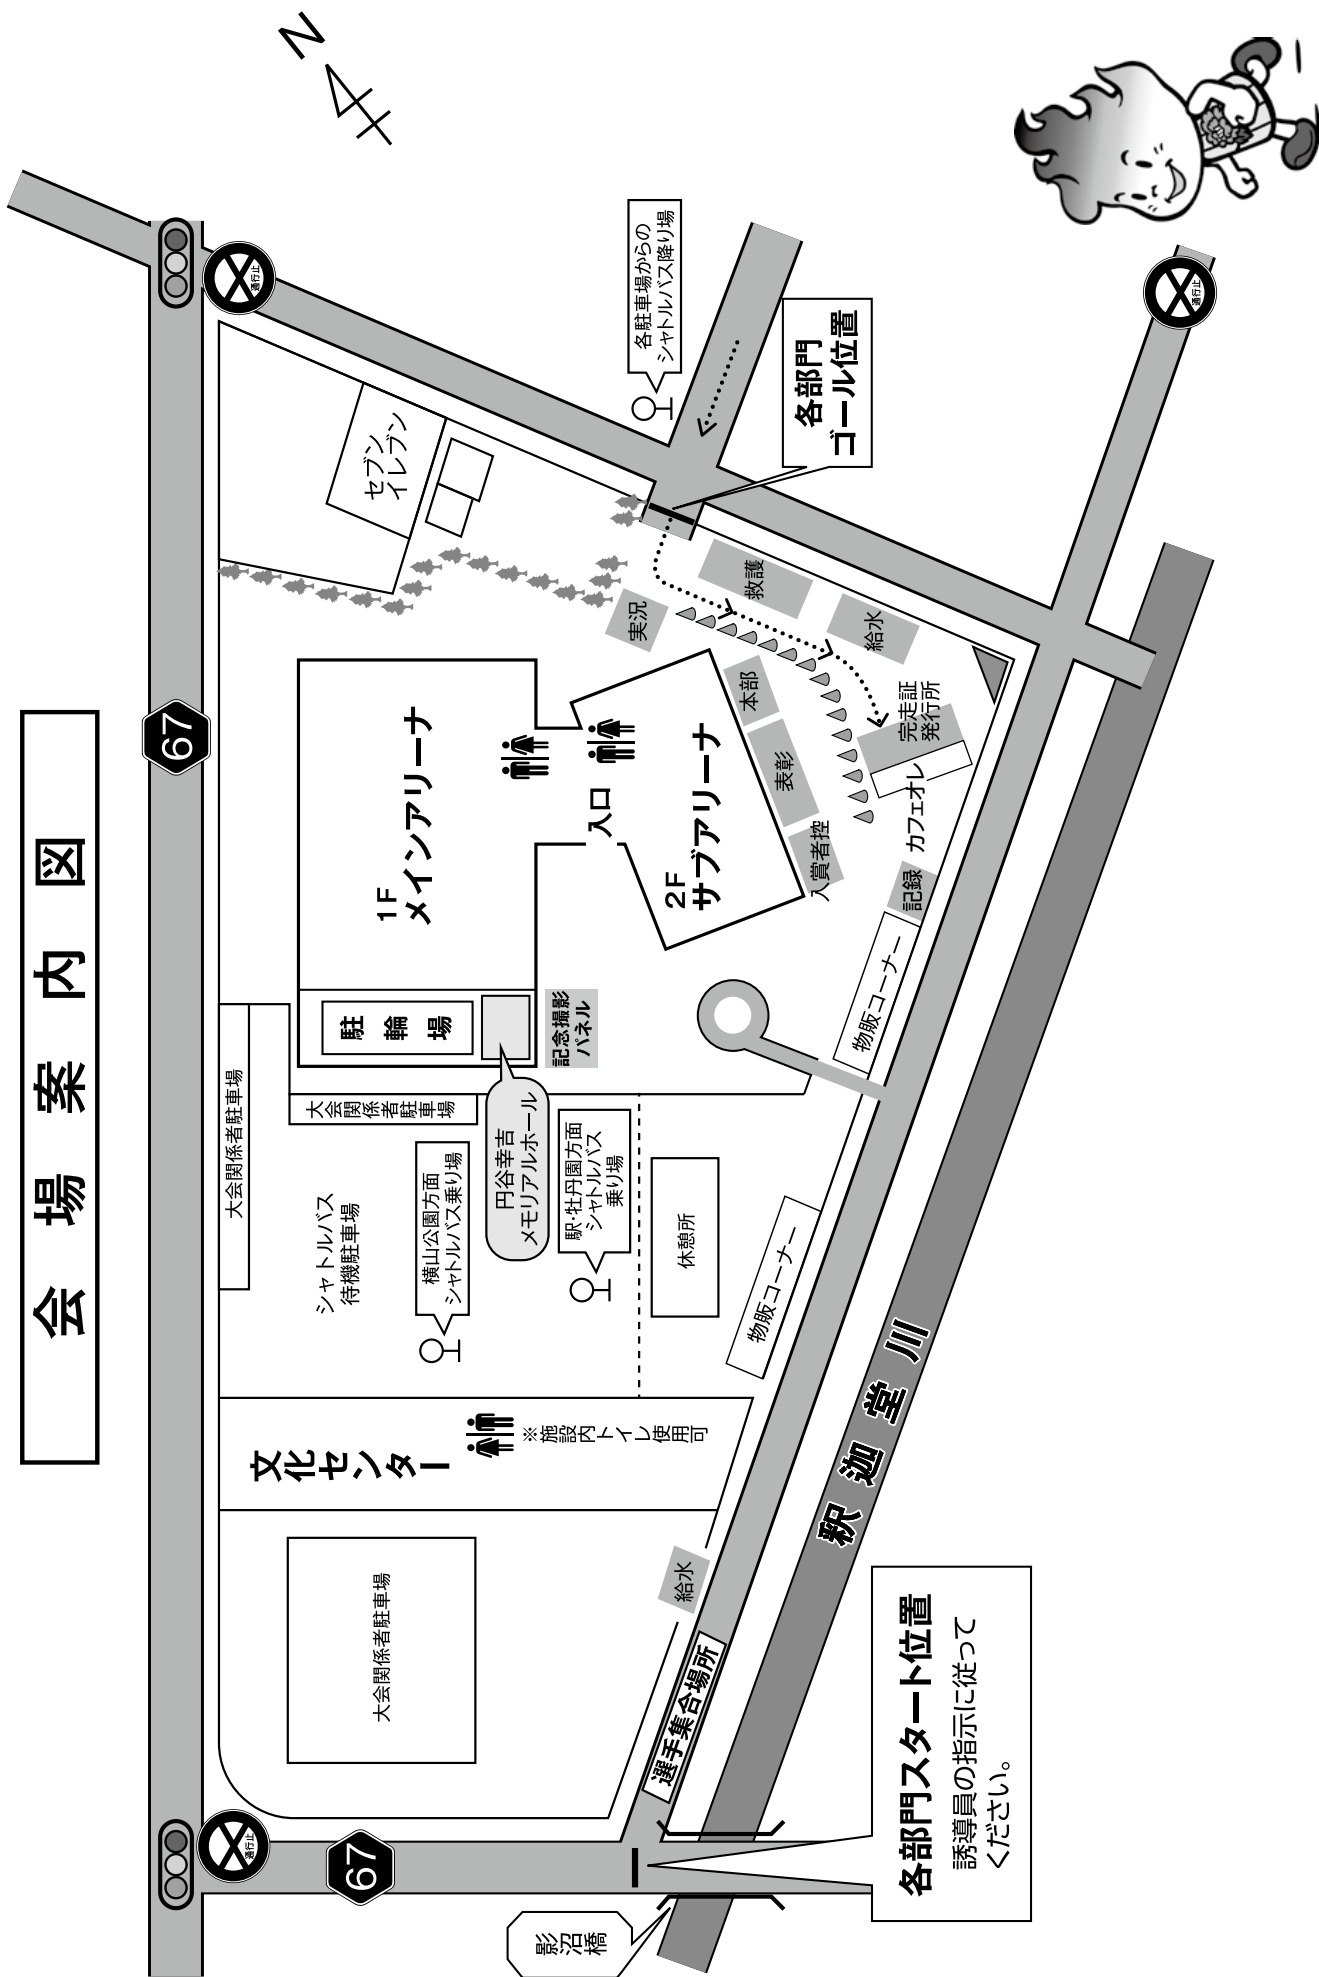 会場案内図
N
67
通行止
通行止
通行止
67
各駐車場からの
シャトルバス降り場
各部門
ゴール位置
セブン
イレブン
救護
給水
実況
本部
表彰
入賞者控
完走証
発行所
カフェオレ
記録
物販コーナー
1F
メインアリーナ
入口
2F
サブアリーナ
駐輪場
記念撮影
パネル
円谷幸吉
メモリアルホール
大会関係者駐車場
大会関係者駐車場
シャトルバス
待機駐車場
横山公園方面
シャトルバス乗り場
駅・牡丹園方面
シャトルバス
乗り場
休憩所
物販コーナー
文化センター
※施設内トイレ使用可
大会関係者駐車場
給水
選手集合場所
釈迦堂川
各部門スタート位置
誘導員の指示に従って
ください。
影沼
橋